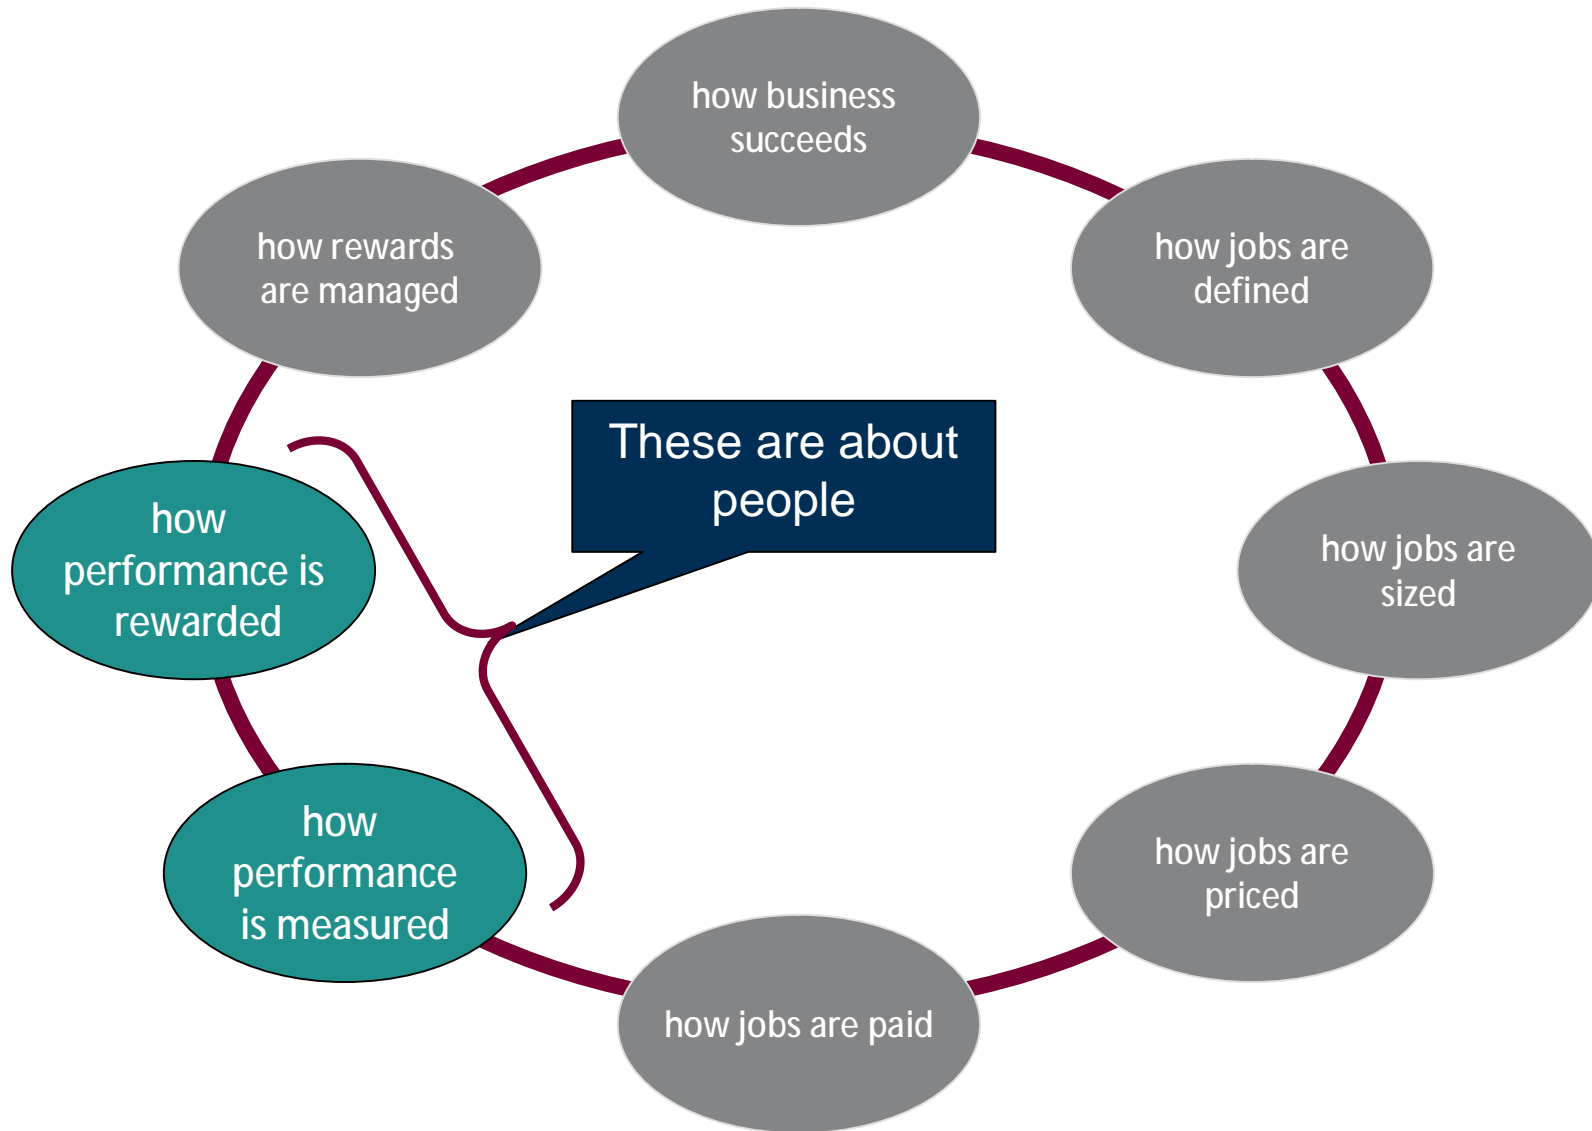 how business
succeeds
how rewards
are managed
how jobs are
defined
These are about
people
how
performance is
rewarded
how jobs are
sized
how
performance
is measured
how jobs are
priced
how jobs are paid